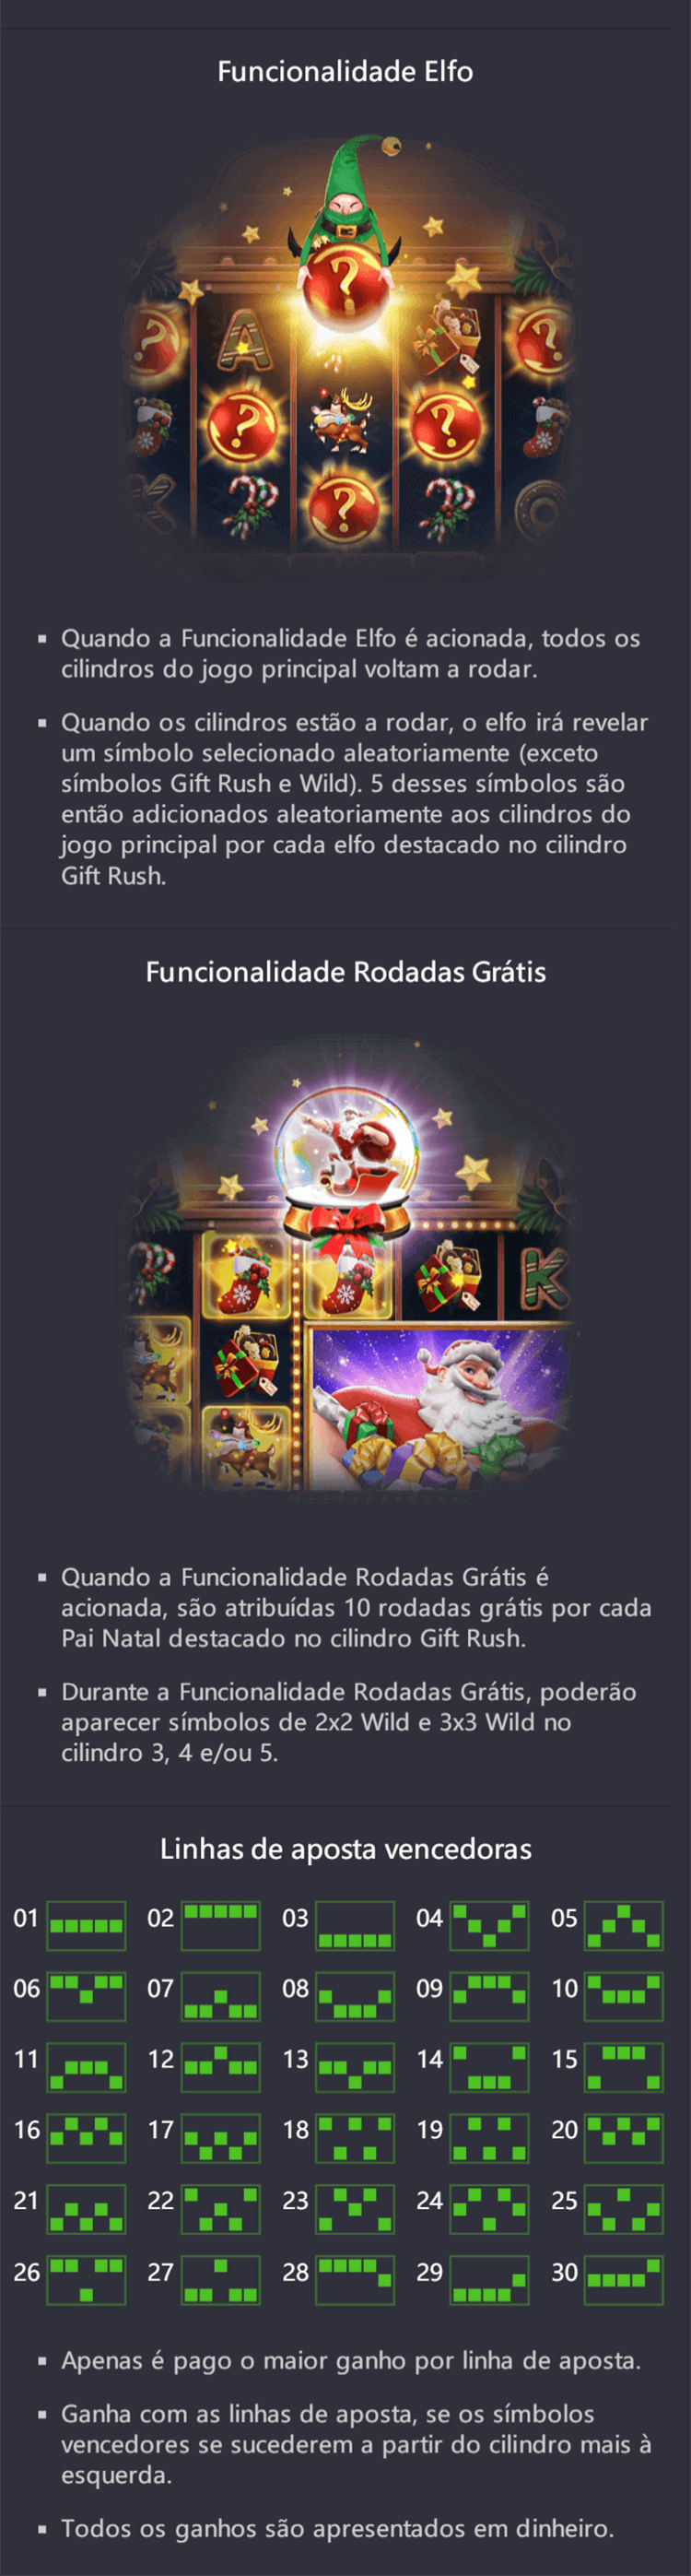 Funcionalidade Elfo
? ? ?
A
? ?
K ?
▪ Quando a Funcionalidade Elfo é acionada, todos os
cilindros do jogo principal voltam a rodar.
▪ Quando os cilindros estão a rodar, o elfo irá revelar
um símbolo selecionado aleatoriamente (exceto
símbolos Gift Rush e Wild). 5 desses símbolos são
então adicionados aleatoriamente aos cilindros do
jogo principal por cada elfo destacado no cilindro
Gift Rush.
Funcionalidade Rodadas Grátis
K
▪ Quando a Funcionalidade Rodadas Grátis é
acionada, são atribuídas 10 rodadas grátis por cada
Pai Natal destacado no cilindro Gift Rush.
▪ Durante a Funcionalidade Rodadas Grátis, poderão
aparecer símbolos de 2x2 Wild e 3x3 Wild no
cilindro 3, 4 e/ou 5.
Linhas de aposta vencedoras
01 02 03 04 05
06 07 08 09 10
11 12 13 14 15
16 17 18 19 20
21 22 23 24 25
26 27 28 29 30
▪ Apenas é pago o maior ganho por linha de aposta.
▪ Ganha com as linhas de aposta, se os símbolos
vencedores se sucederem a partir do cilindro mais à
esquerda.
▪ Todos os ganhos são apresentados em dinheiro.